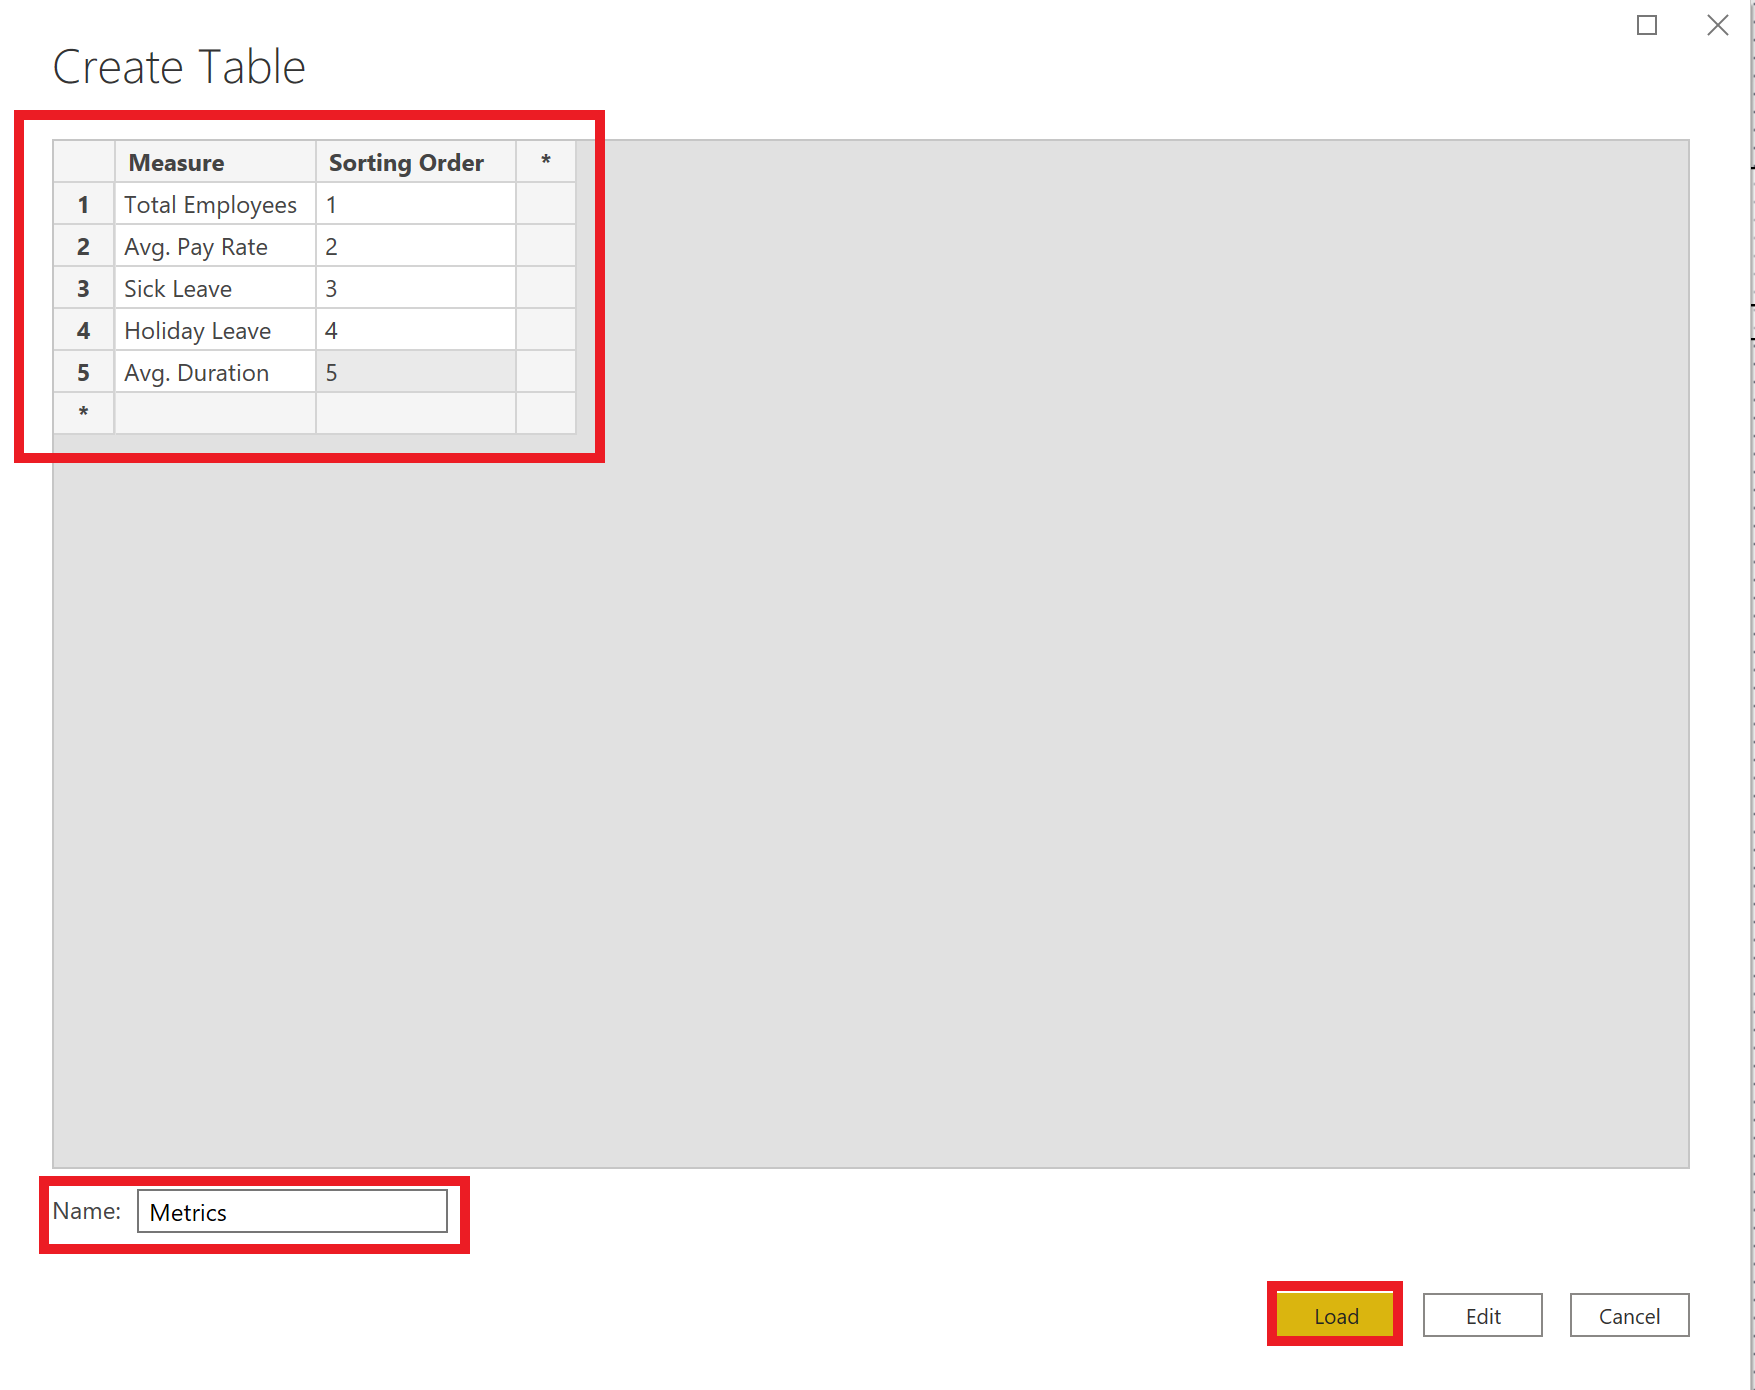 Create Table
Measure Sorting Order *
1 Total Employees 1
2 Avg. Pay Rate 2
3 Sick Leave 3
4 Holiday Leave 4
5 Avg. Duration 5
*
Name: Metrics
Load Edit Cancel